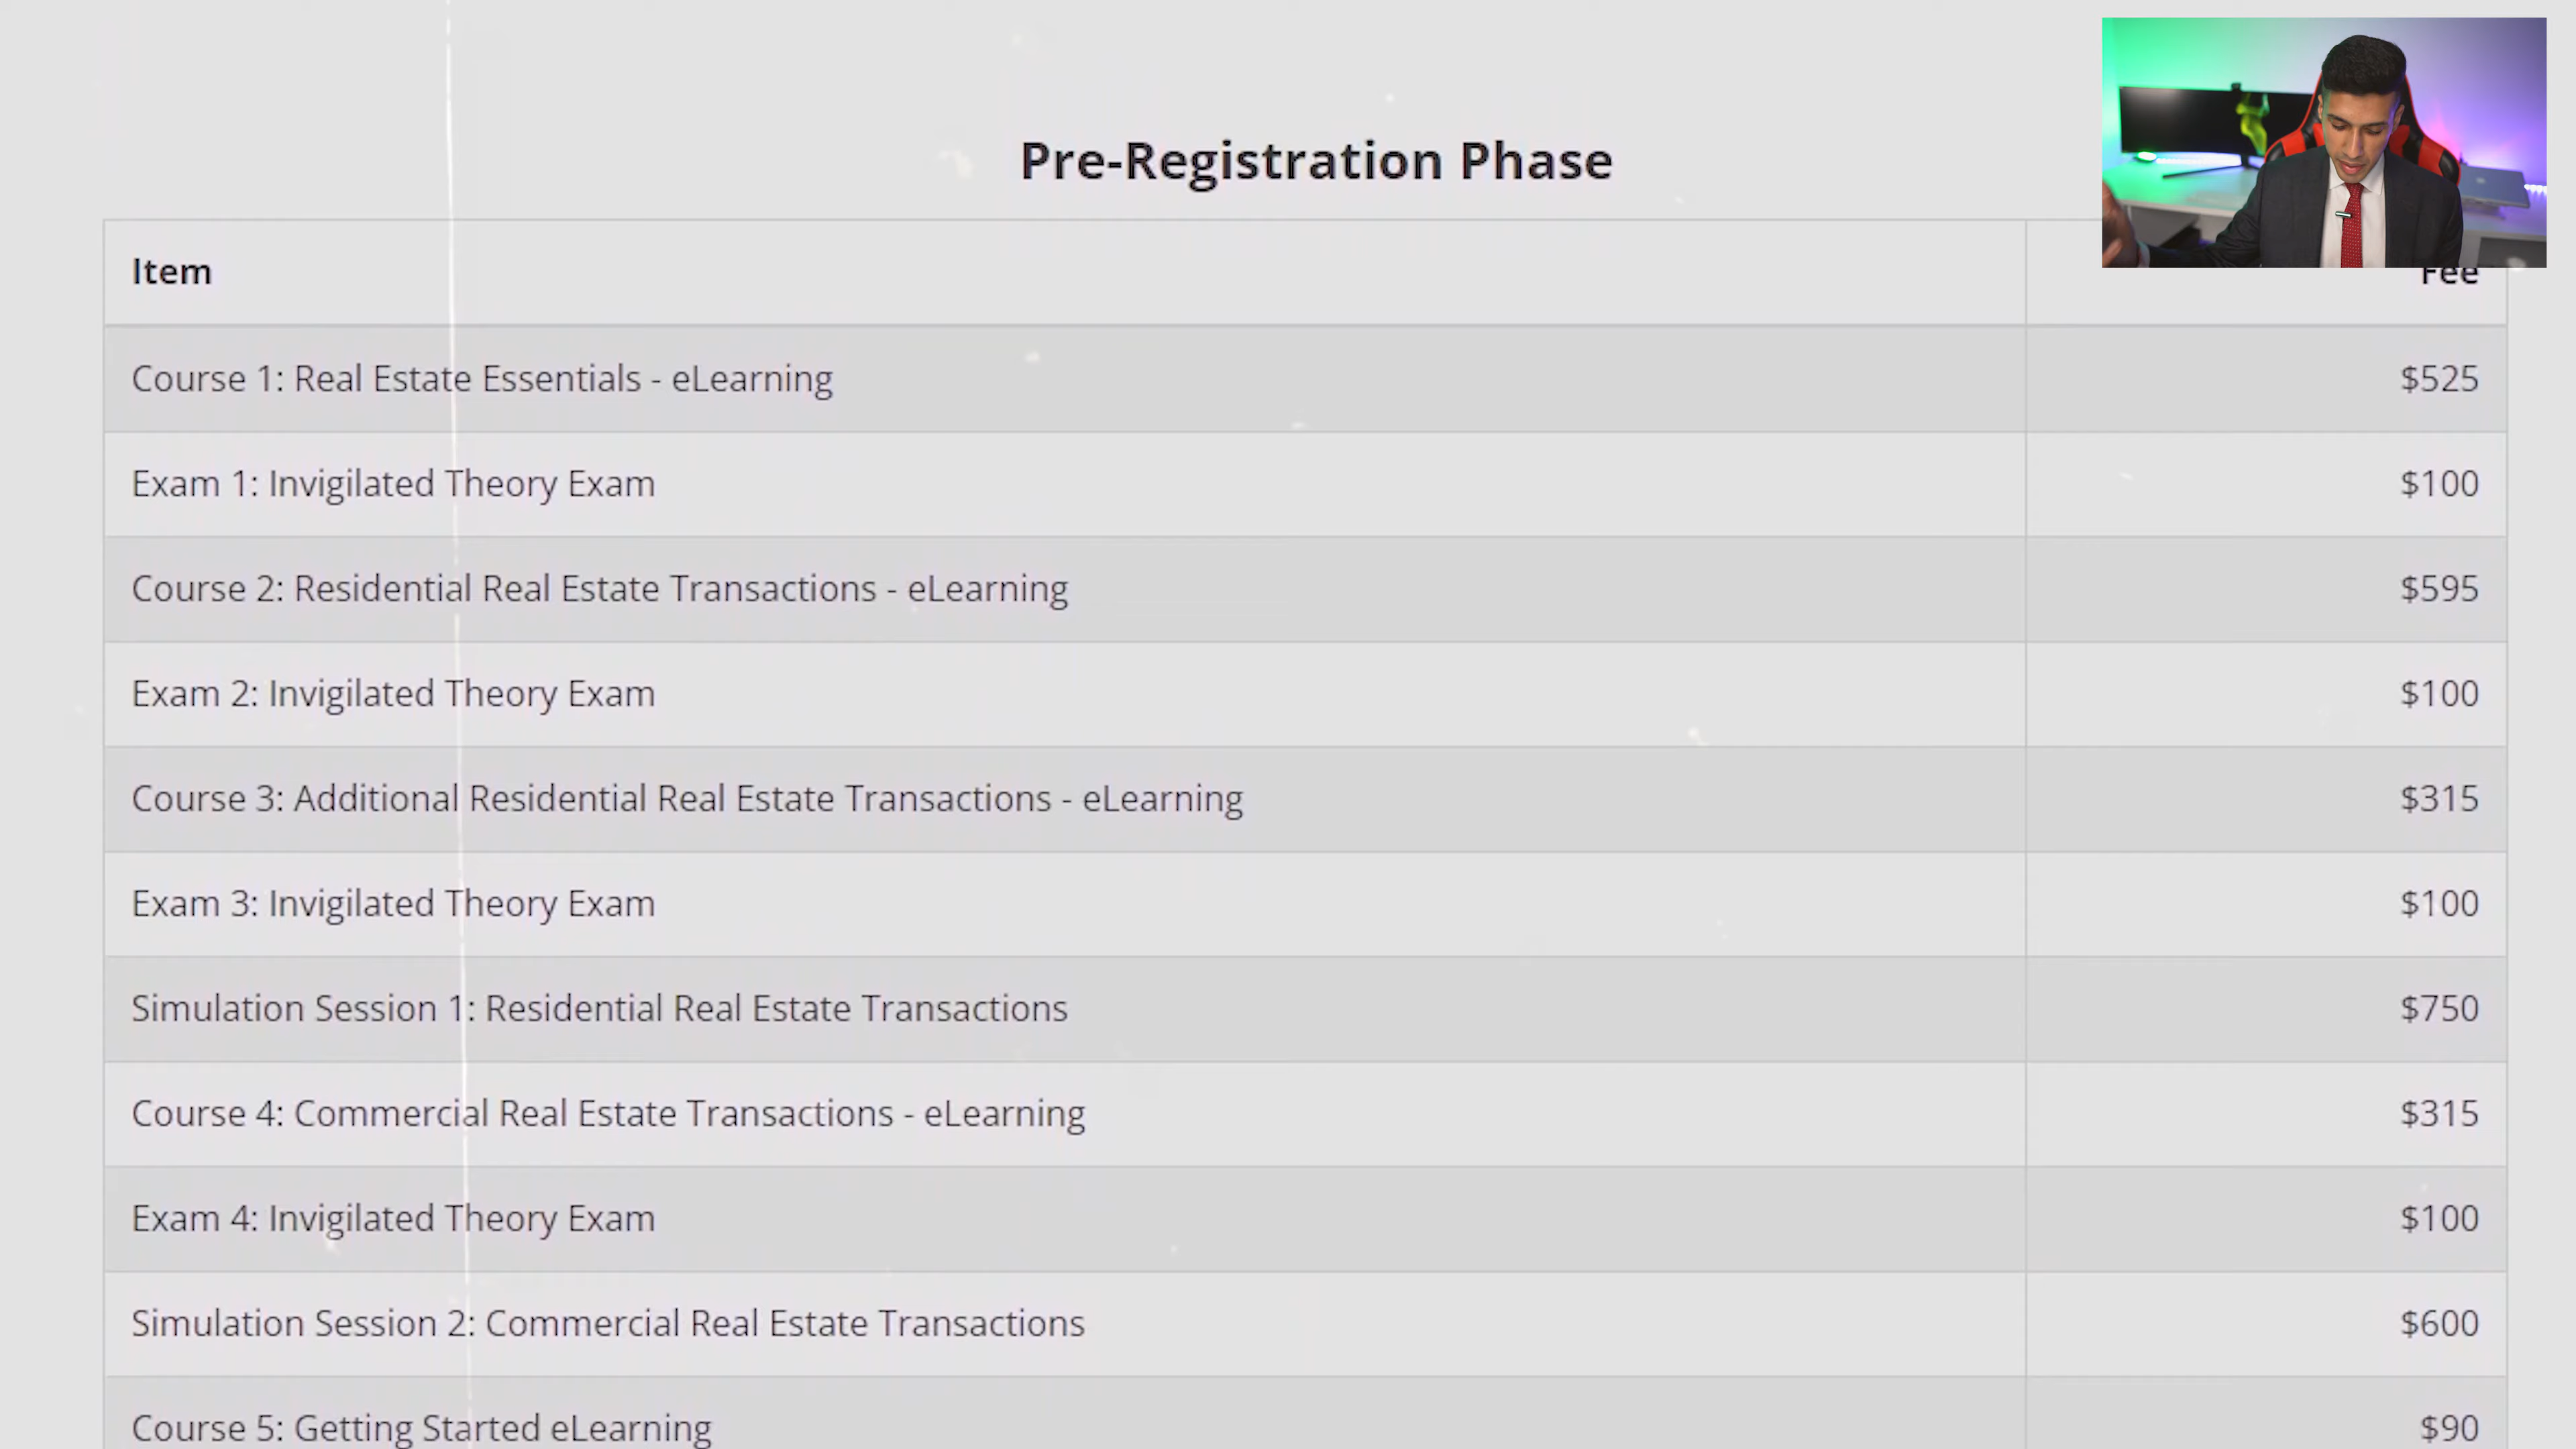 Pre-Registration Phase
Item Fee
Course 1: Real Estate Essentials - eLearning $525
Exam 1: Invigilated Theory Exam $100
Course 2: Residential Real Estate Transactions - eLearning $595
Exam 2: Invigilated Theory Exam $100
Course 3: Additional Residential Real Estate Transactions - eLearning $315
Exam 3: Invigilated Theory Exam $100
Simulation Session 1: Residential Real Estate Transactions $750
Course 4: Commercial Real Estate Transactions - eLearning $315
Exam 4: Invigilated Theory Exam $100
Simulation Session 2: Commercial Real Estate Transactions $600
Course 5: Getting Started eLearning $90